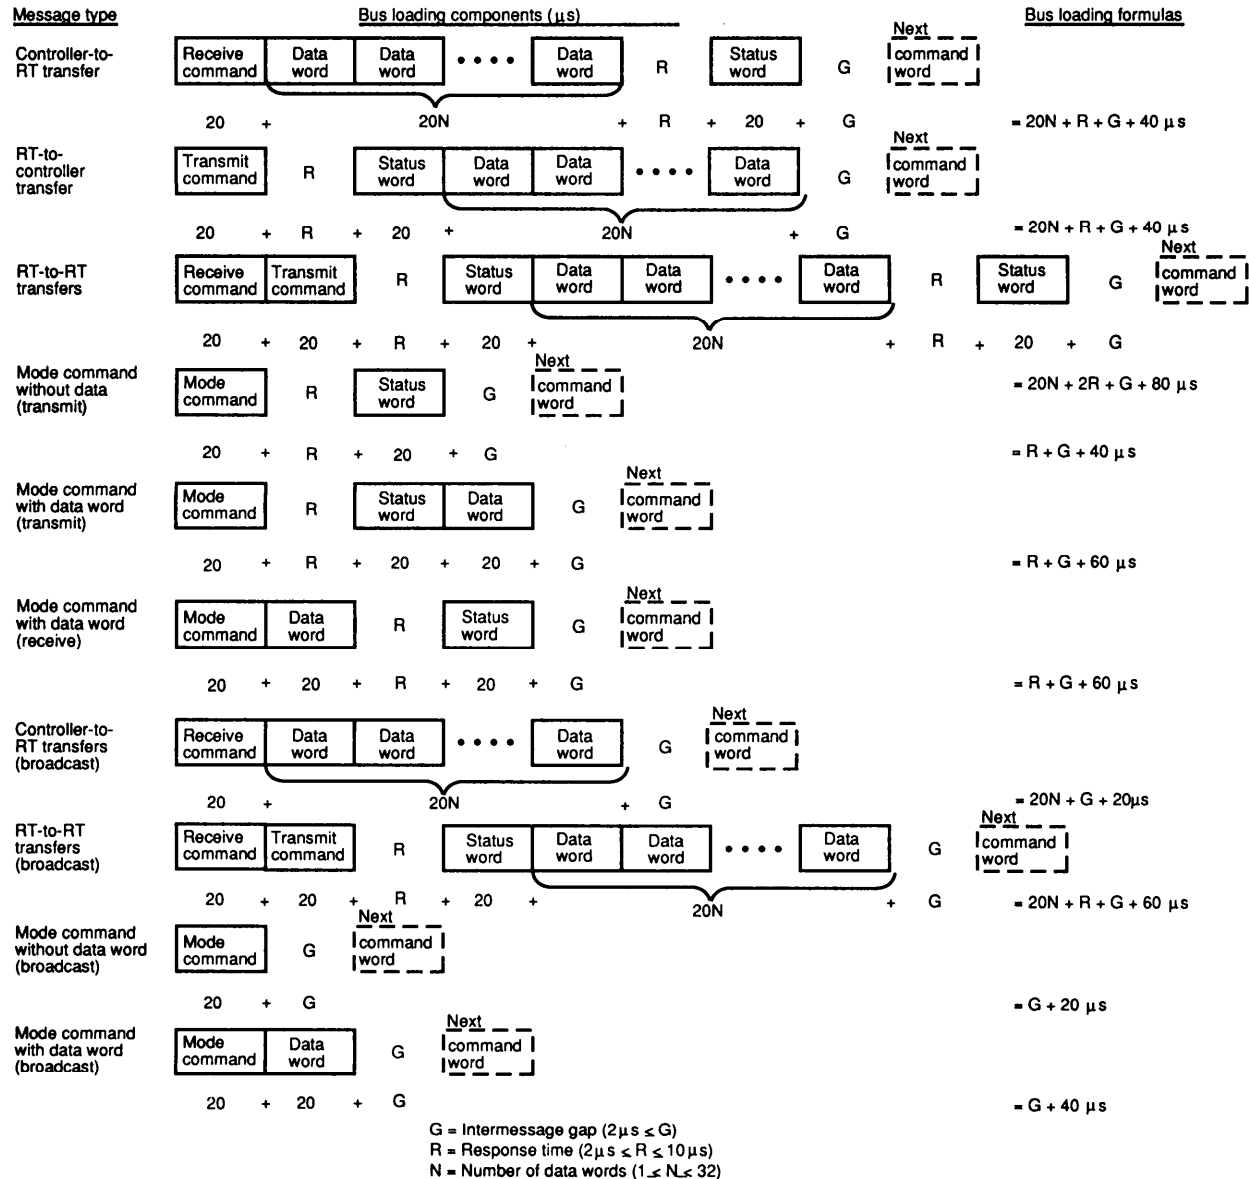 Message type
Bus loading components (μs)
Bus loading formulas
Controller-to-
RT transfer
Receive
command
Data
word
Data
word
Data
word
R
Status
word
G
Next
command
word
20 + 20N + R + 20 + G
= 20N + R + G + 40 μs
RT-to-
controller
transfer
Transmit
command
R
Status
word
Data
word
Data
word
Data
word
G
Next
command
word
20 + R + 20 + 20N + G
= 20N + R + G + 40 μs
RT-to-RT
transfers
Receive
command
Transmit
command
R
Status
word
Data
word
Data
word
Data
word
R
Status
word
G
Next
command
word
20 + 20 + R + 20 + 20N + R + 20 + G
= 20N + 2R + G + 80 μs
Mode command
without data
(transmit)
Mode
command
R
Status
word
G
Next
command
word
20 + R + 20 + G
= R + G + 40 μs
Mode command
with data word
(transmit)
Mode
command
R
Status
word
Data
word
G
Next
command
word
20 + R + 20 + 20 + G
= R + G + 60 μs
Mode command
with data word
(receive)
Mode
command
Data
word
R
Status
word
G
Next
command
word
20 + 20 + R + 20 + G
= R + G + 60 μs
Controller-to-
RT transfers
(broadcast)
Receive
command
Data
word
Data
word
Data
word
G
Next
command
word
20 + 20N + G
= 20N + G + 20μs
RT-to-RT
transfers
(broadcast)
Receive
command
Transmit
command
R
Status
word
Data
word
Data
word
Data
word
G
Next
command
word
20 + 20 + R + 20 + 20N + G
= 20N + R + G + 60 μs
Mode command
without data word
(broadcast)
Mode
command
G
Next
command
word
20 + G
= G + 20 μs
Mode command
with data word
(broadcast)
Mode
command
Data
word
G
Next
command
word
20 + 20 + G
= G + 40 μs
G = Intermessage gap (2μs ≤ G)
R = Response time (2μs ≤ R ≤ 10μs)
N = Number of data words (1 ≤ N ≤ 32)